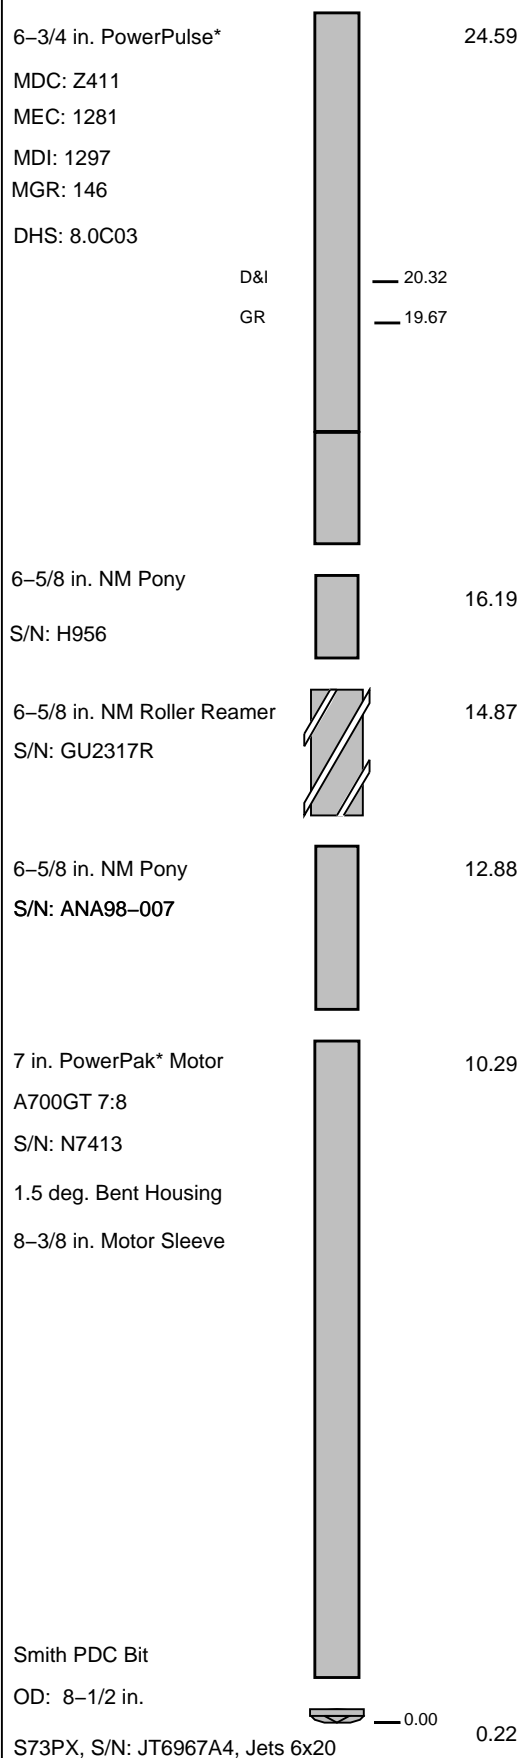 6–3/4 in. PowerPulse* 24.59
MDC: Z411
MEC: 1281
MDI: 1297
MGR: 146
DHS: 8.0C03
D&I 20.32
GR 19.67
6–5/8 in. NM Pony
16.19
S/N: H956
6–5/8 in. NM Roller Reamer 14.87
S/N: GU2317R
6–5/8 in. NM Pony 12.88
S/N: ANA98–007
7 in. PowerPak* Motor 10.29
A700GT 7:8
S/N: N7413
1.5 deg. Bent Housing
8–3/8 in. Motor Sleeve
Smith PDC Bit
OD: 8–1/2 in.
0.00
S73PX, S/N: JT6967A4, Jets 6x20 0.22